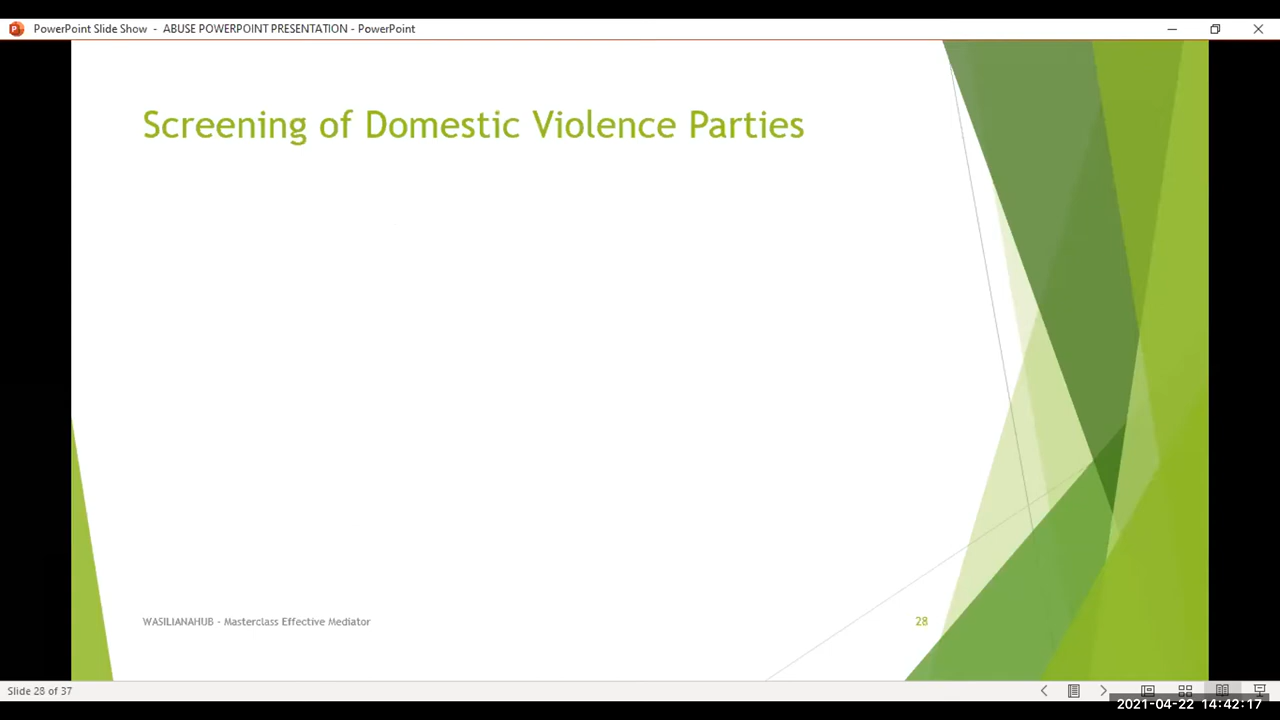 PowerPoint Slide Show - ABUSE POWERPOINT PRESENTATION - PowerPoint
Screening of Domestic Violence Parties
WASILIANAHUB - Masterclass Effective Mediator
28
Slide 28 of 37
2021-04-22 14:42:17